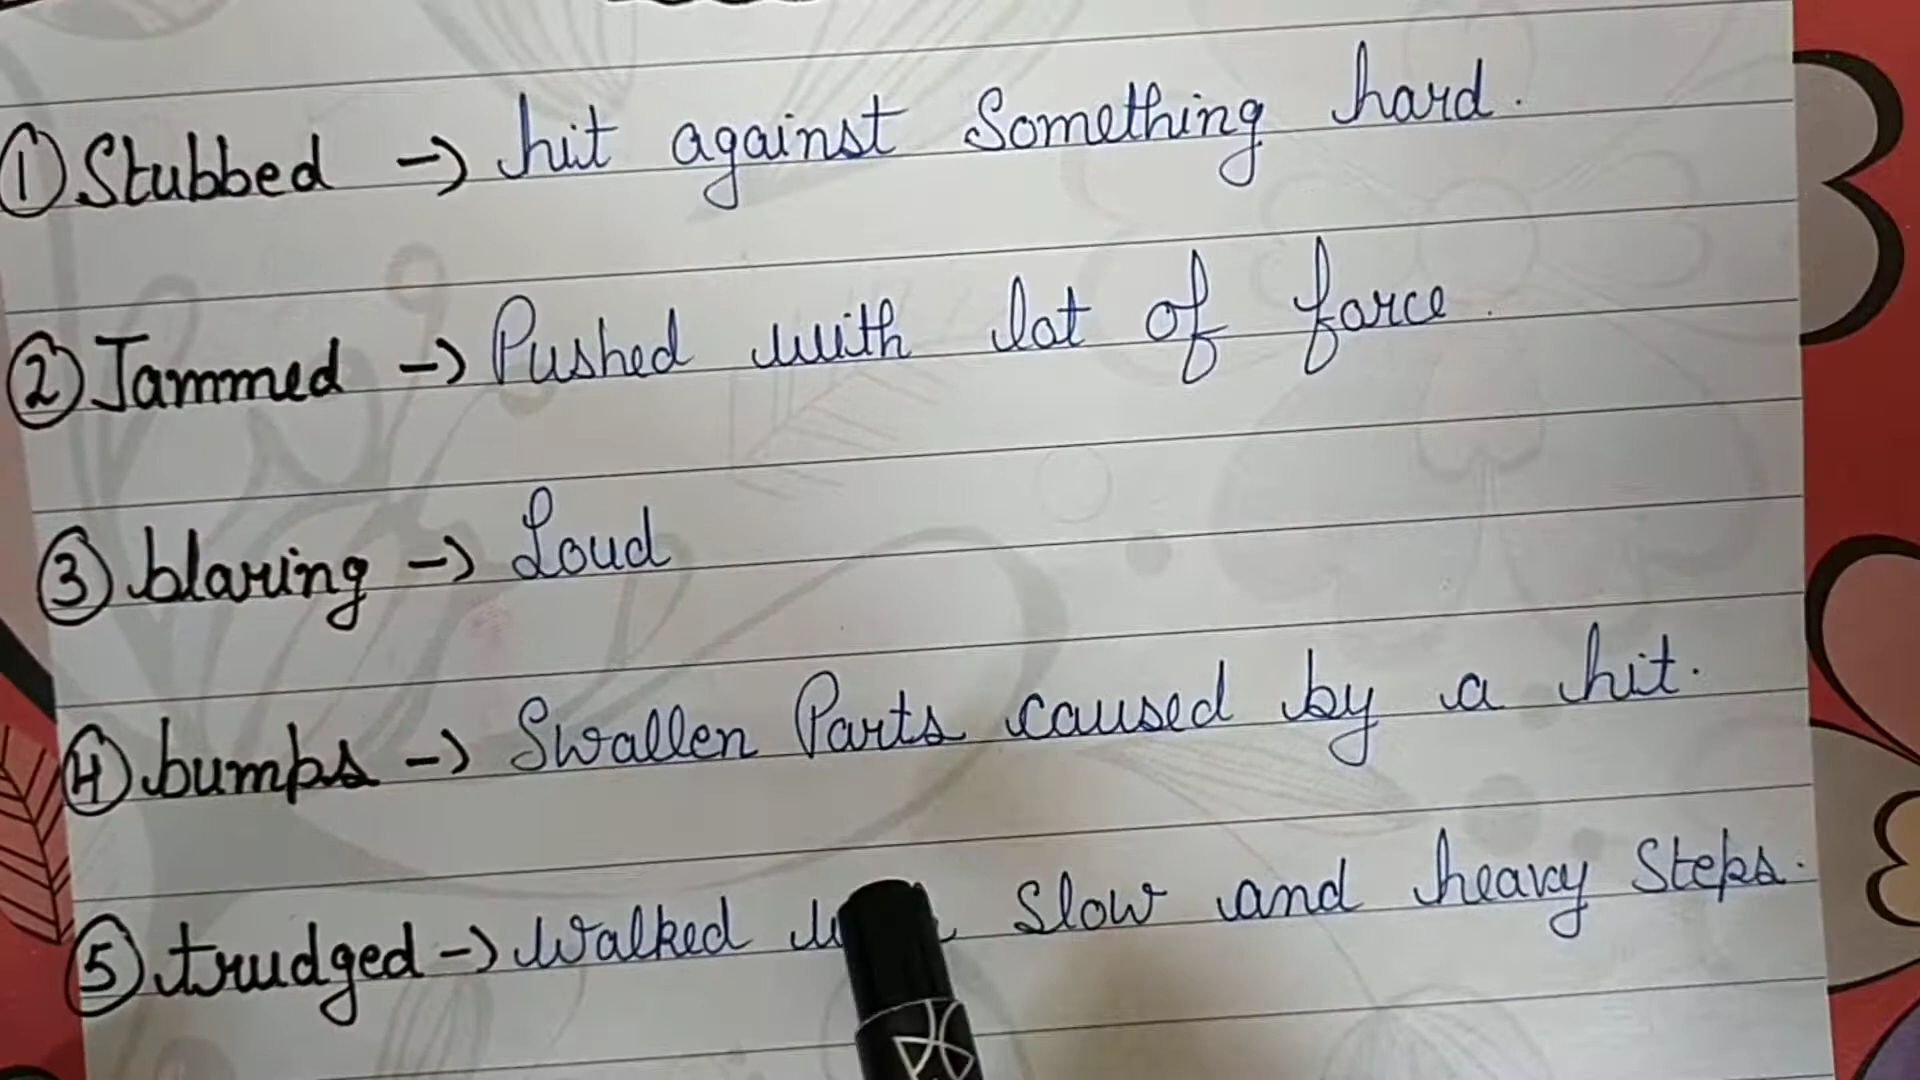 ① Stubbed -> hit against Something hard.
② Jammed -> Pushed with lot of force.
③ blaring -> Loud
④ bumps -> Swallen Parts caused by a hit.
⑤ trudged -> Walked Slow and heavy Steps.